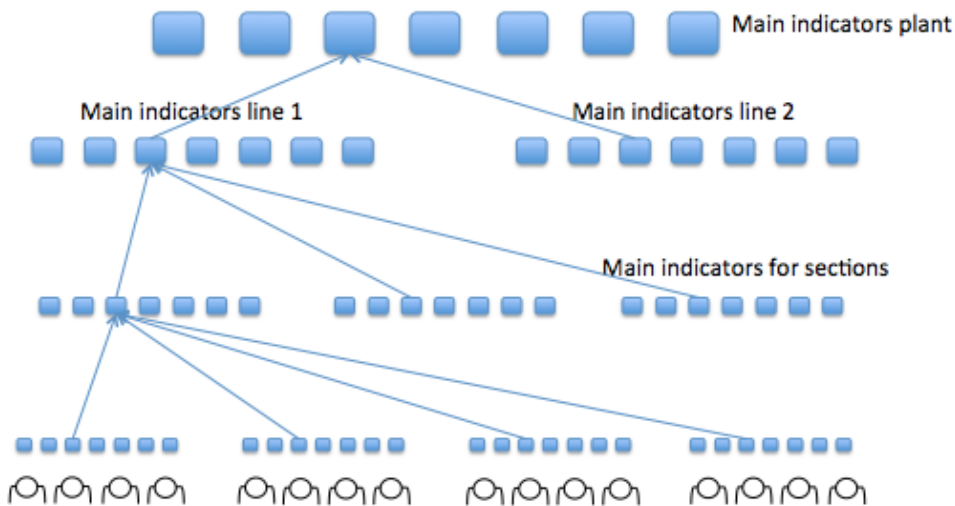 Main indicators plant
Main indicators line 1
Main indicators line 2
Main indicators for sections